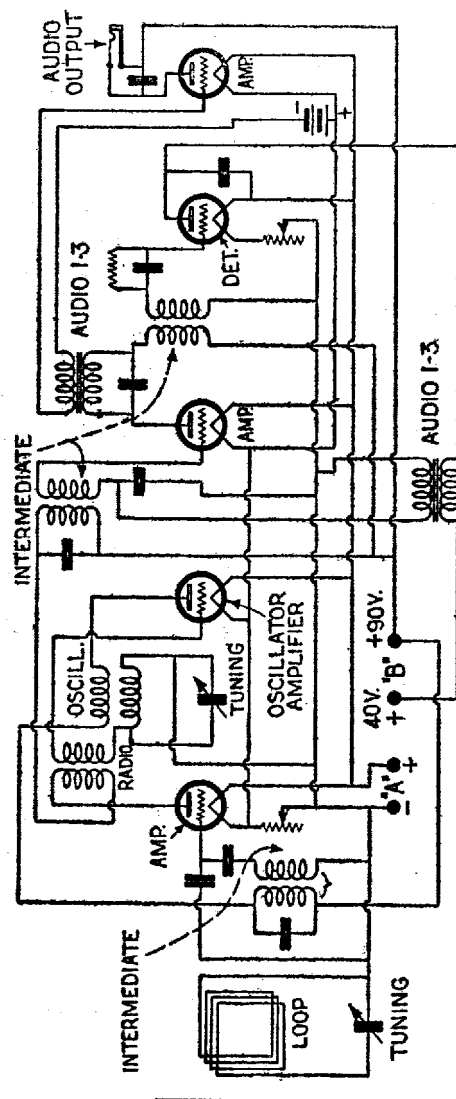 INTERMEDIATE
LOOP
TUNING
AMP.
RADIO
OSCILL.
TUNING
OSCILLATOR
AMPLIFIER
"A"
-
+
40V.
+
"B"
+90V.
INTERMEDIATE
AUDIO 1-3
AMP.
DET.
AUDIO 1-3.
AUDIO
OUTPUT
AMP.
-
+